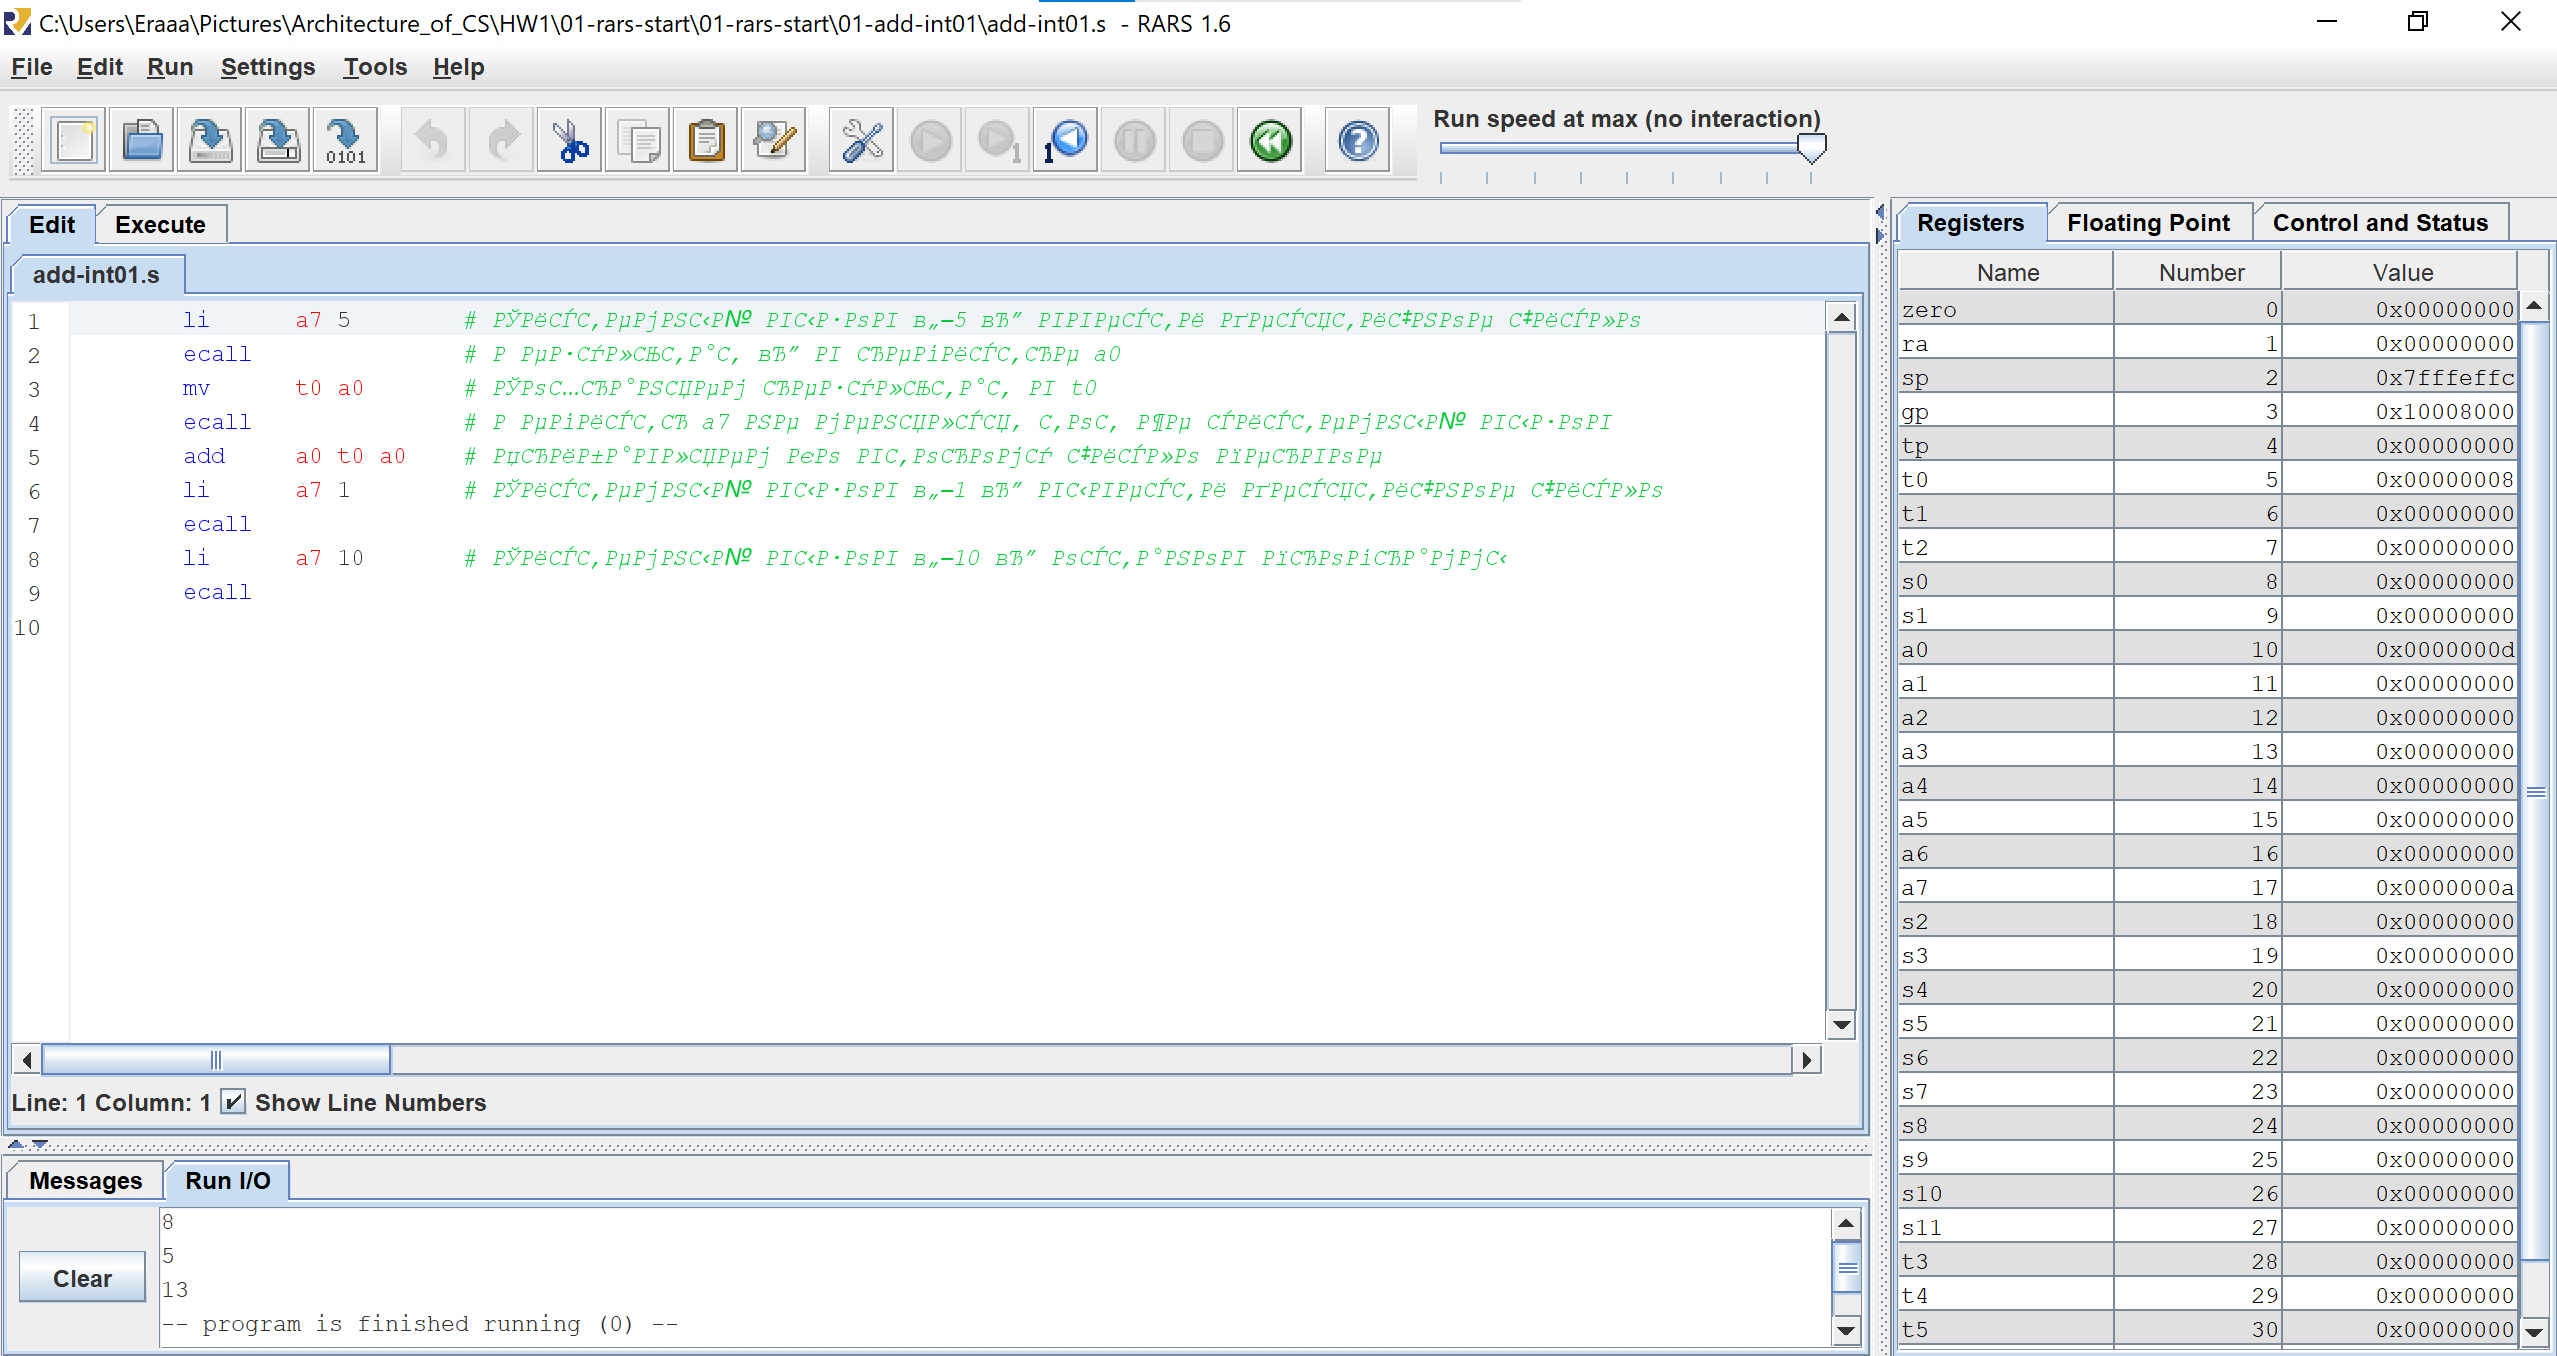 C:\Users\Eraaa\Pictures\Architecture_of_CS\HW1\01-rars-start\01-rars-start\01-add-int01\add-int01.s - RARS 1.6
File Edit Run Settings Tools Help
Run speed at max (no interaction)
Edit Execute
add-int01.s
1 li a7 5 # РЎРёСЃС‚РµРјРЅС‹Р№ РІС‹Р·РѕРІ в„–5 вЂ” РІРІРµСЃС‚Рё РґРµСЃСЏС‚РёС‡РЅРѕРµ С‡РёСЃР»Рѕ
2 ecall # Р РµР·СѓР»СЊС‚Р°С‚ вЂ” РІ СЂРµРіРёСЃС‚СЂРµ a0
3 mv t0 a0 # РЎРѕС…СЂР°РЅСЏРµРј СЂРµР·СѓР»СЊС‚Р°С‚ РІ t0
4 ecall # Р РµРіРёСЃС‚СЂ a7 РЅРµ РјРµРЅСЏР»СЃСЏ, С‚РѕС‚ Р¶Рµ СЃРёСЃС‚РµРјРЅС‹Р№ РІС‹Р·РѕРІ
5 add a0 t0 a0 # РџСЂРёР±Р°РІР»СЏРµРј РєРѕ РІС‚РѕСЂРѕРјСѓ С‡РёСЃР»Рѕ РїРµСЂРІРѕРµ
6 li a7 1 # РЎРёСЃС‚РµРјРЅС‹Р№ РІС‹Р·РѕРІ в„–1 вЂ” РІС‹РІРµСЃС‚Рё РґРµСЃСЏС‚РёС‡РЅРѕРµ С‡РёСЃР»Рѕ
7 ecall
8 li a7 10 # РЎРёСЃС‚РµРјРЅС‹Р№ РІС‹Р·РѕРІ в„–10 вЂ” РѕСЃС‚Р°РЅРѕРІ РїСЂРѕРіСЂР°РјРјС‹
9 ecall
10
Line: 1 Column: 1 Show Line Numbers
Messages Run I/O
Clear
8
5
13
-- program is finished running (0) --
Registers Floating Point Control and Status
Name Number Value
zero 0 0x00000000
ra 1 0x00000000
sp 2 0x7fffeffc
gp 3 0x10008000
tp 4 0x00000000
t0 5 0x00000008
t1 6 0x00000000
t2 7 0x00000000
s0 8 0x00000000
s1 9 0x00000000
a0 10 0x0000000d
a1 11 0x00000000
a2 12 0x00000000
a3 13 0x00000000
a4 14 0x00000000
a5 15 0x00000000
a6 16 0x00000000
a7 17 0x0000000a
s2 18 0x00000000
s3 19 0x00000000
s4 20 0x00000000
s5 21 0x00000000
s6 22 0x00000000
s7 23 0x00000000
s8 24 0x00000000
s9 25 0x00000000
s10 26 0x00000000
s11 27 0x00000000
t3 28 0x00000000
t4 29 0x00000000
t5 30 0x00000000